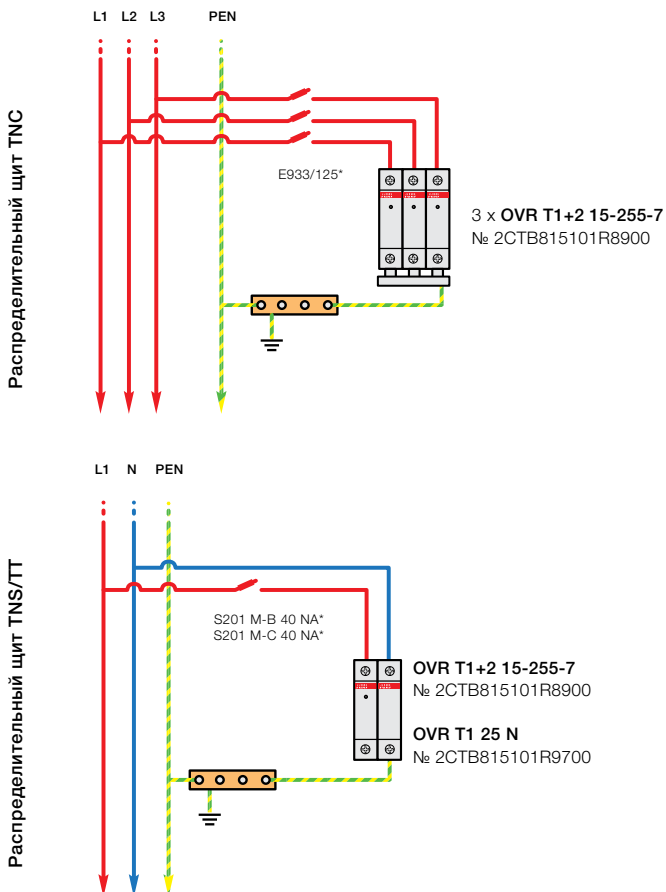 L1 L2 L3 PEN
Распределительный щит TNC
E933/125*
3 x OVR T1+2 15-255-7
№ 2CTB815101R8900
L1 N PEN
Распределительный щит TNS/TT
S201 M-B 40 NA*
S201 M-C 40 NA*
OVR T1+2 15-255-7
№ 2CTB815101R8900
OVR T1 25 N
№ 2CTB815101R9700